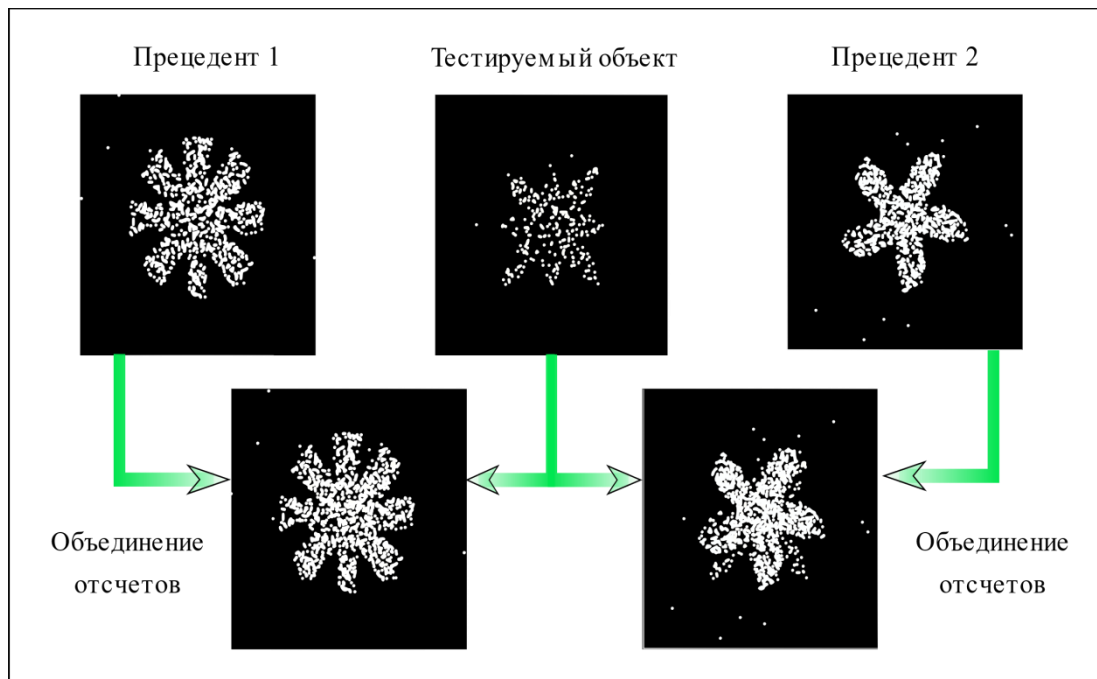 Прецедент 1
Тестируемый объект
Прецедент 2
Объединение
отсчетов
Объединение
отсчетов